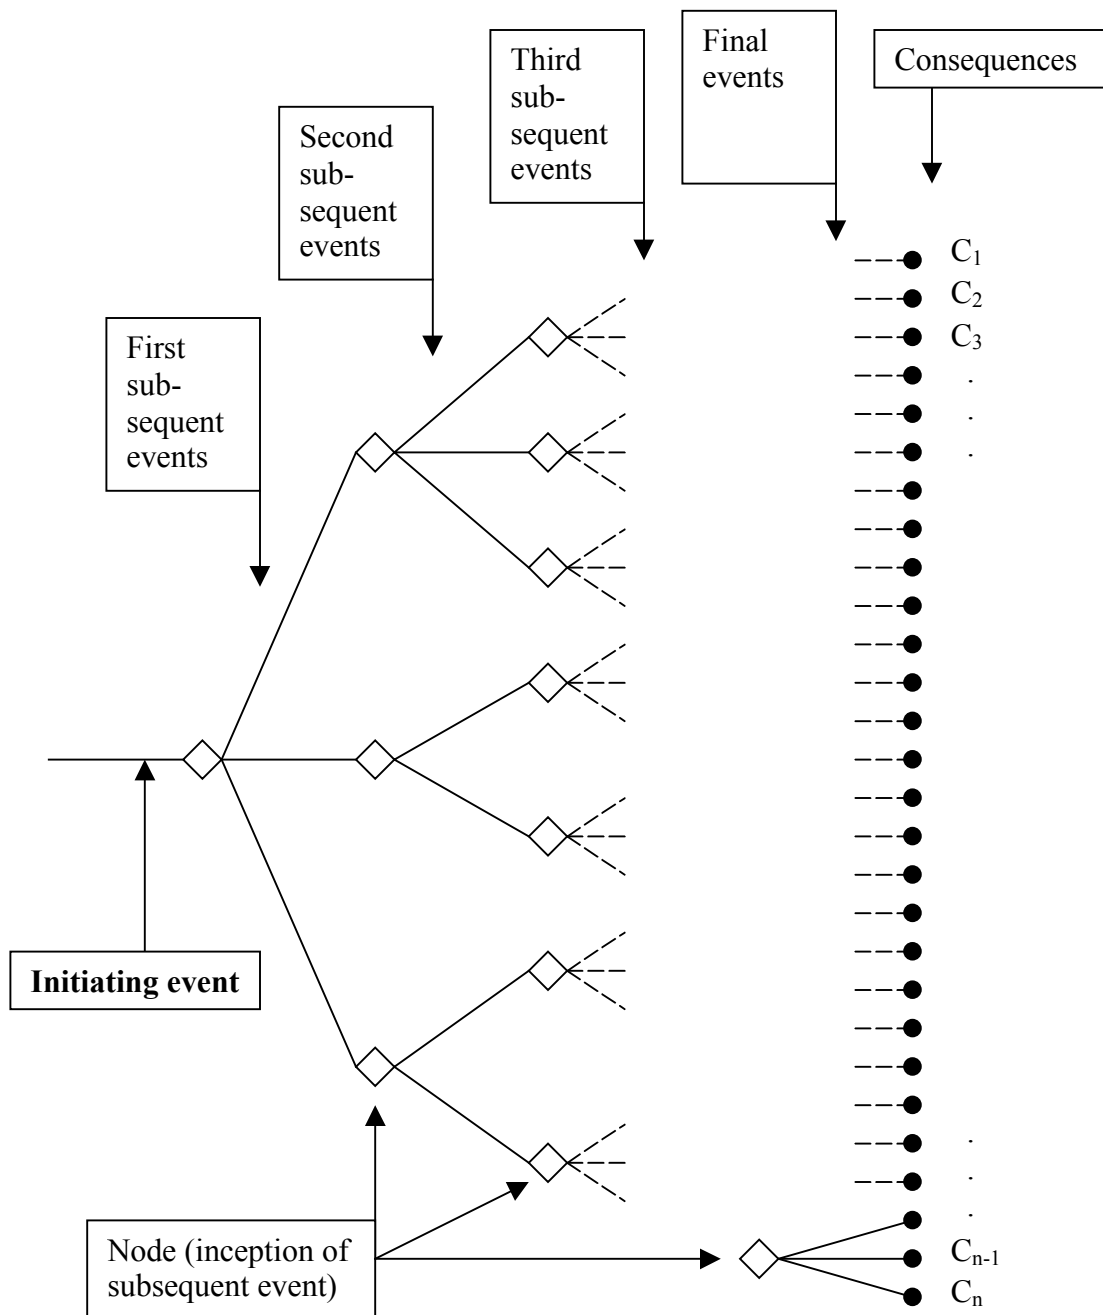 Final
events
Consequences
Third
sub-
sequent
events
Second
sub-
sequent
events
First
sub-
sequent
events
C₁
C₂
C₃
.
.
.
Initiating event
Node (inception of
subsequent event)
.
.
.
Cₙ₋₁
Cₙ